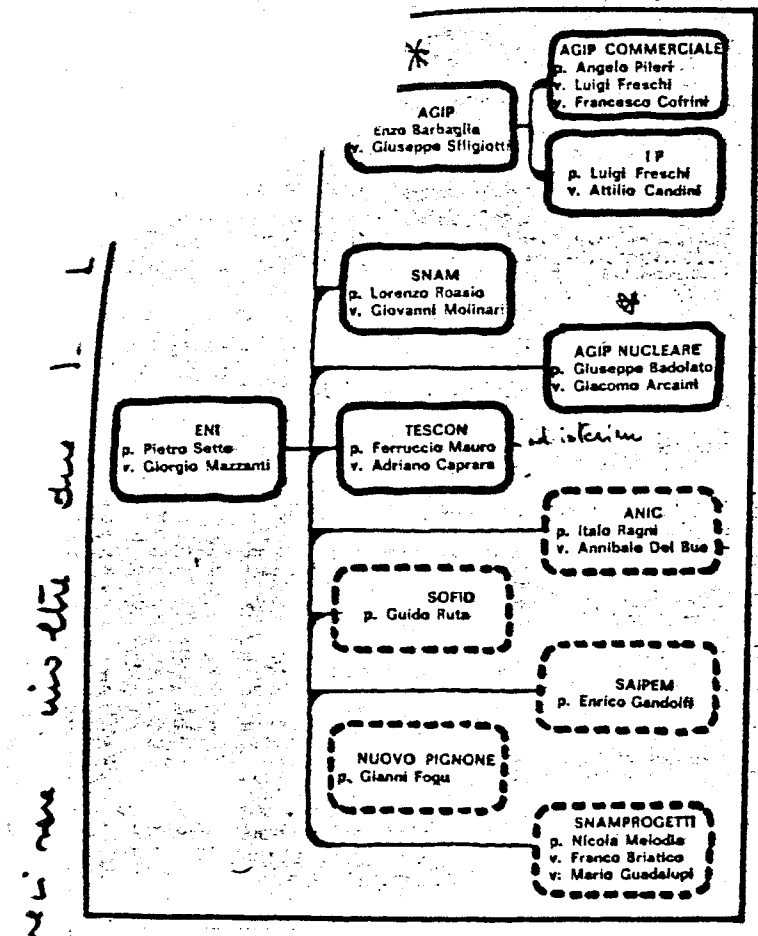 AGIP COMMERCIALE
p. Angelo Pileri
v. Luigi Freschi
v. Francesco Cofrini
AGIP
Enzo Barbaglia
v. Giuseppe Sfligiotti
IP
p. Luigi Freschi
v. Attilio Candini
SNAM
p. Lorenzo Roasio
v. Giovanni Molinari
AGIP NUCLEARE
p. Giuseppe Badolato
v. Giacomo Arcaini
ENI
p. Pietro Sette
v. Giorgio Mazzanti
TESCON
p. Ferruccio Mauro
v. Adriano Caprara
ad interim
ANIC
p. Italo Ragni
v. Annibale Del Bue
SOFID
p. Guido Ruta
SAIPEM
p. Enrico Gandolfi
NUOVO PIGNONE
p. Gianni Fogu
SNAMPROGETTI
p. Nicola Melodia
v. Franco Briatico
v. Mario Guadalupi